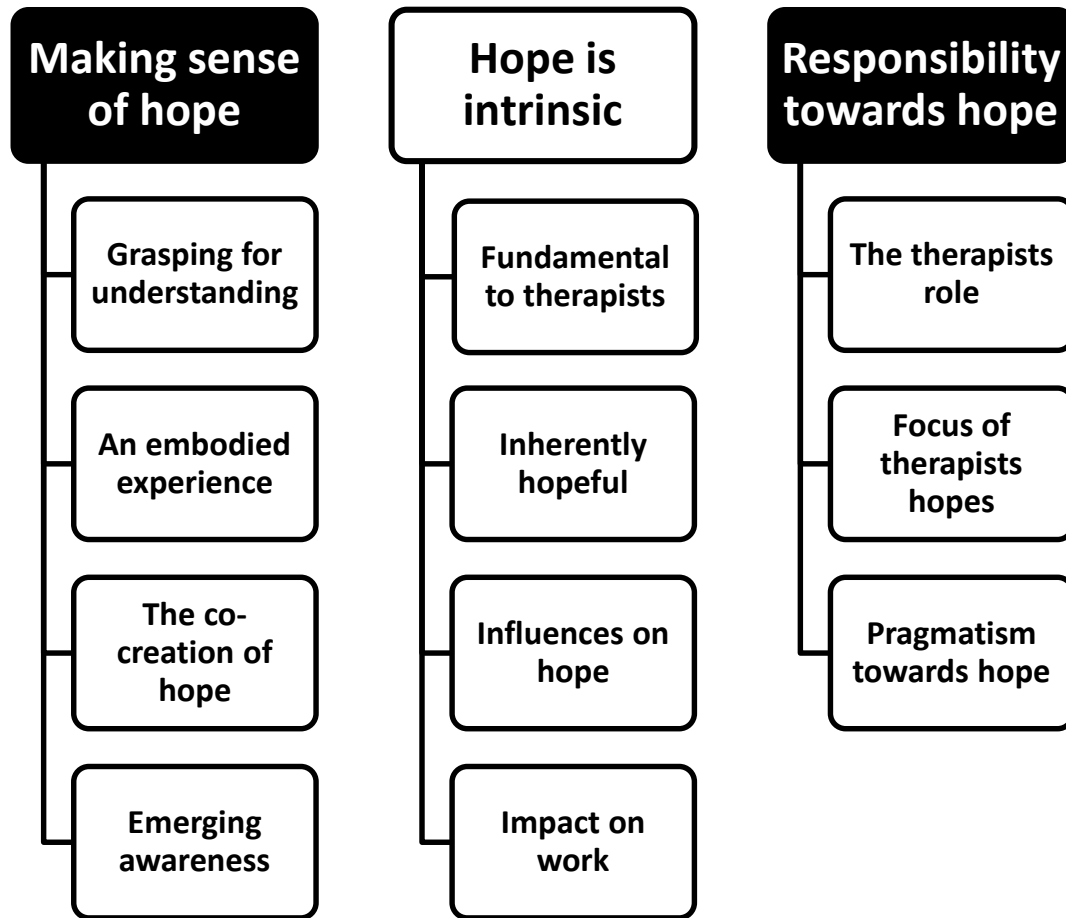 Making sense
of hope
Grasping for
understanding
An embodied
experience
The co-
creation of
hope
Emerging
awareness
Hope is
intrinsic
Fundamental
to therapists
Inherently
hopeful
Influences on
hope
Impact on
work
Responsibility
towards hope
The therapists
role
Focus of
therapists
hopes
Pragmatism
towards hope